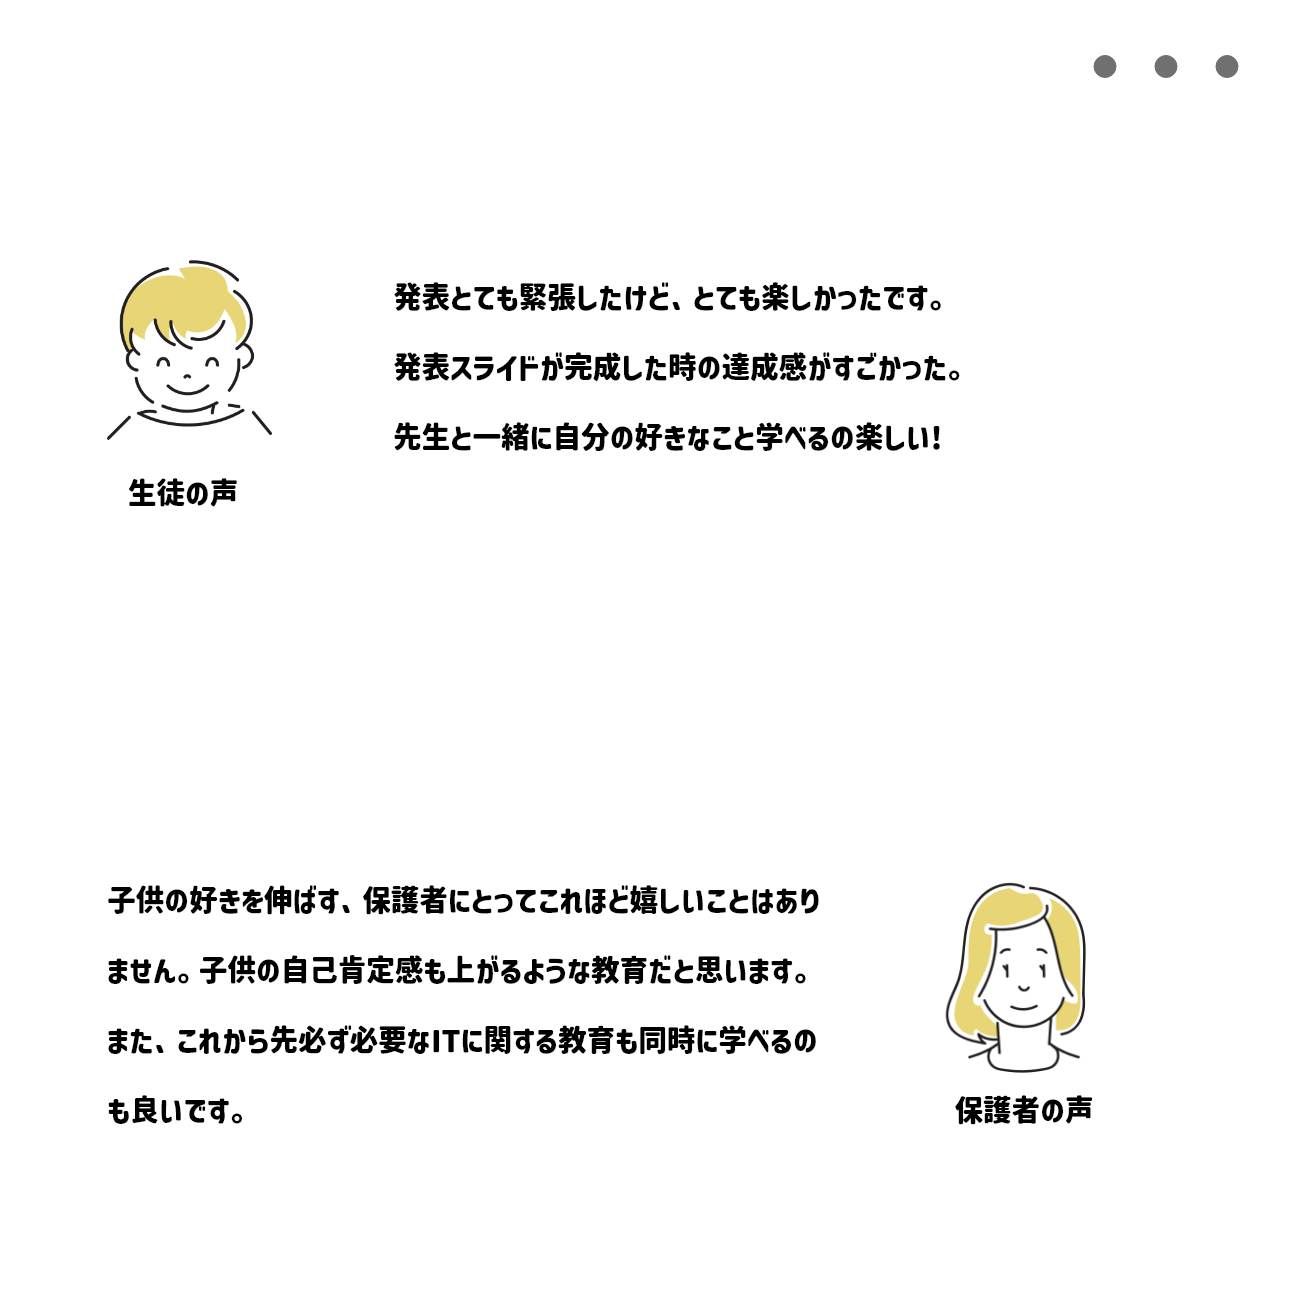 発表とても緊張したけど、とても楽しかったです。
発表スライドが完成した時の達成感がすごかった。
先生と一緒に自分の好きなこと学べるの楽しい!
生徒の声
子供の好きを伸ばす、保護者にとってこれほど嬉しいことはあり
ません。子供の自己肯定感も上がるような教育だと思います。
また、これから先必ず必要なITに関する教育も同時に学べるの
も良いです。
保護者の声